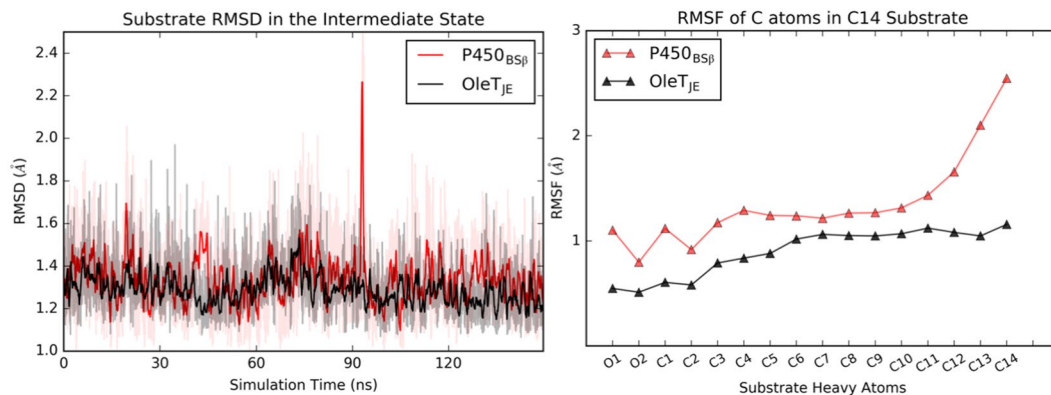 Substrate RMSD in the Intermediate State
RMSD (Å)
2.4
2.2
2.0
1.8
1.6
1.4
1.2
1.0
P450BSβ
OleTJE
0 30 60 90 120
Simulation Time (ns)
RMSF of C atoms in C14 Substrate
RMSF (Å)
3
2
1
P450BSβ
OleTJE
O1 O2 C1 C2 C3 C4 C5 C6 C7 C8 C9 C10 C11 C12 C13 C14
Substrate Heavy Atoms